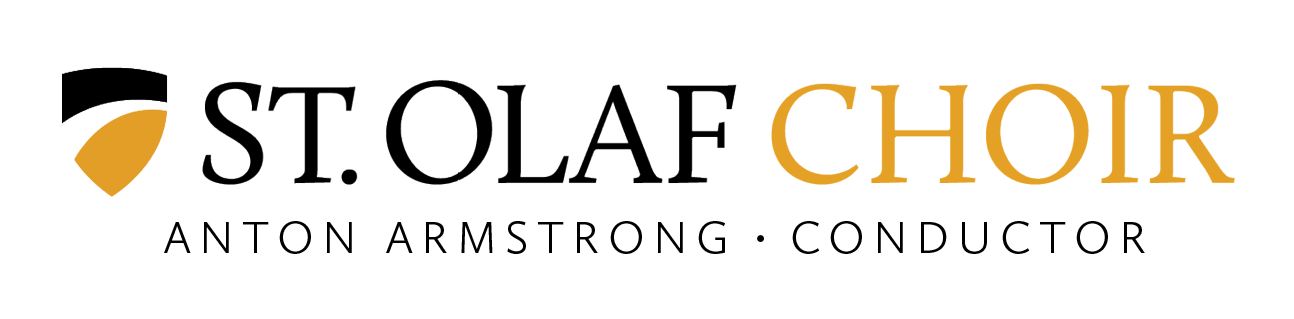 ST. OLAF CHOIR
ANTON ARMSTRONG · CONDUCTOR